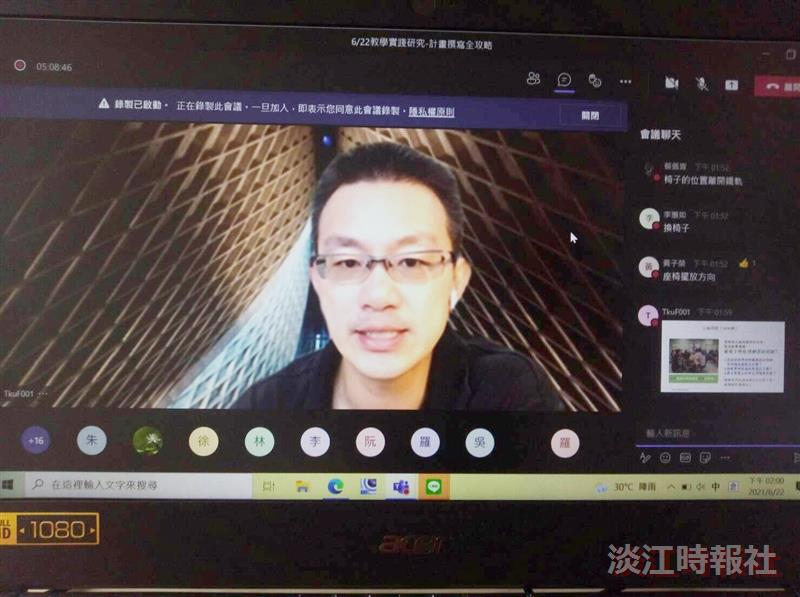 6/22教學實踐研究-計畫撰寫全攻略
05:08:46
錄製已啟動。 正在錄製此會議。一旦加入，即表示您同意此會議錄製。隱私權原則
關閉
會議聊天
下午 01:52
椅子的位置離開鐵軌
下午 01:52
換椅子
李
黃子榮 下午 01:52 1
座椅擺放方向
黃
TkuF001 下午 01:59
T
TkuF001 ···
+16 朱 徐 林 李 阮 羅 吳 羅
輸入新訊息
在這裡輸入文字來搜尋
30°C 陣雨
中
下午 02:00
2021/6/22
1080
acer
淡江時報社